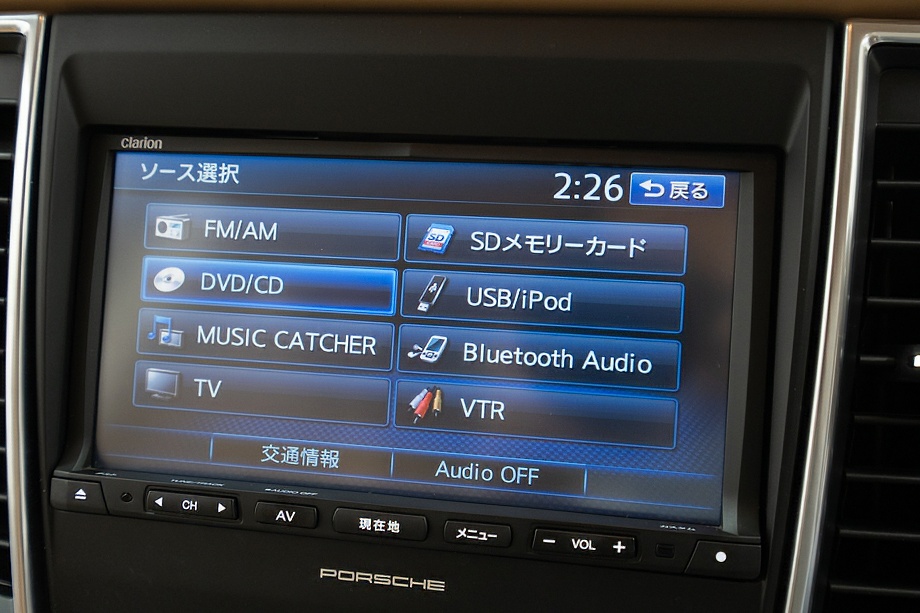 clarion
ソース選択
2:26
戻る
FM/AM
SDメモリーカード
DVD/CD
USB/iPod
MUSIC CATCHER
Bluetooth Audio
TV
VTR
交通情報
Audio OFF
CH
AV
現在地
メニュー
VOL
PORSCHE